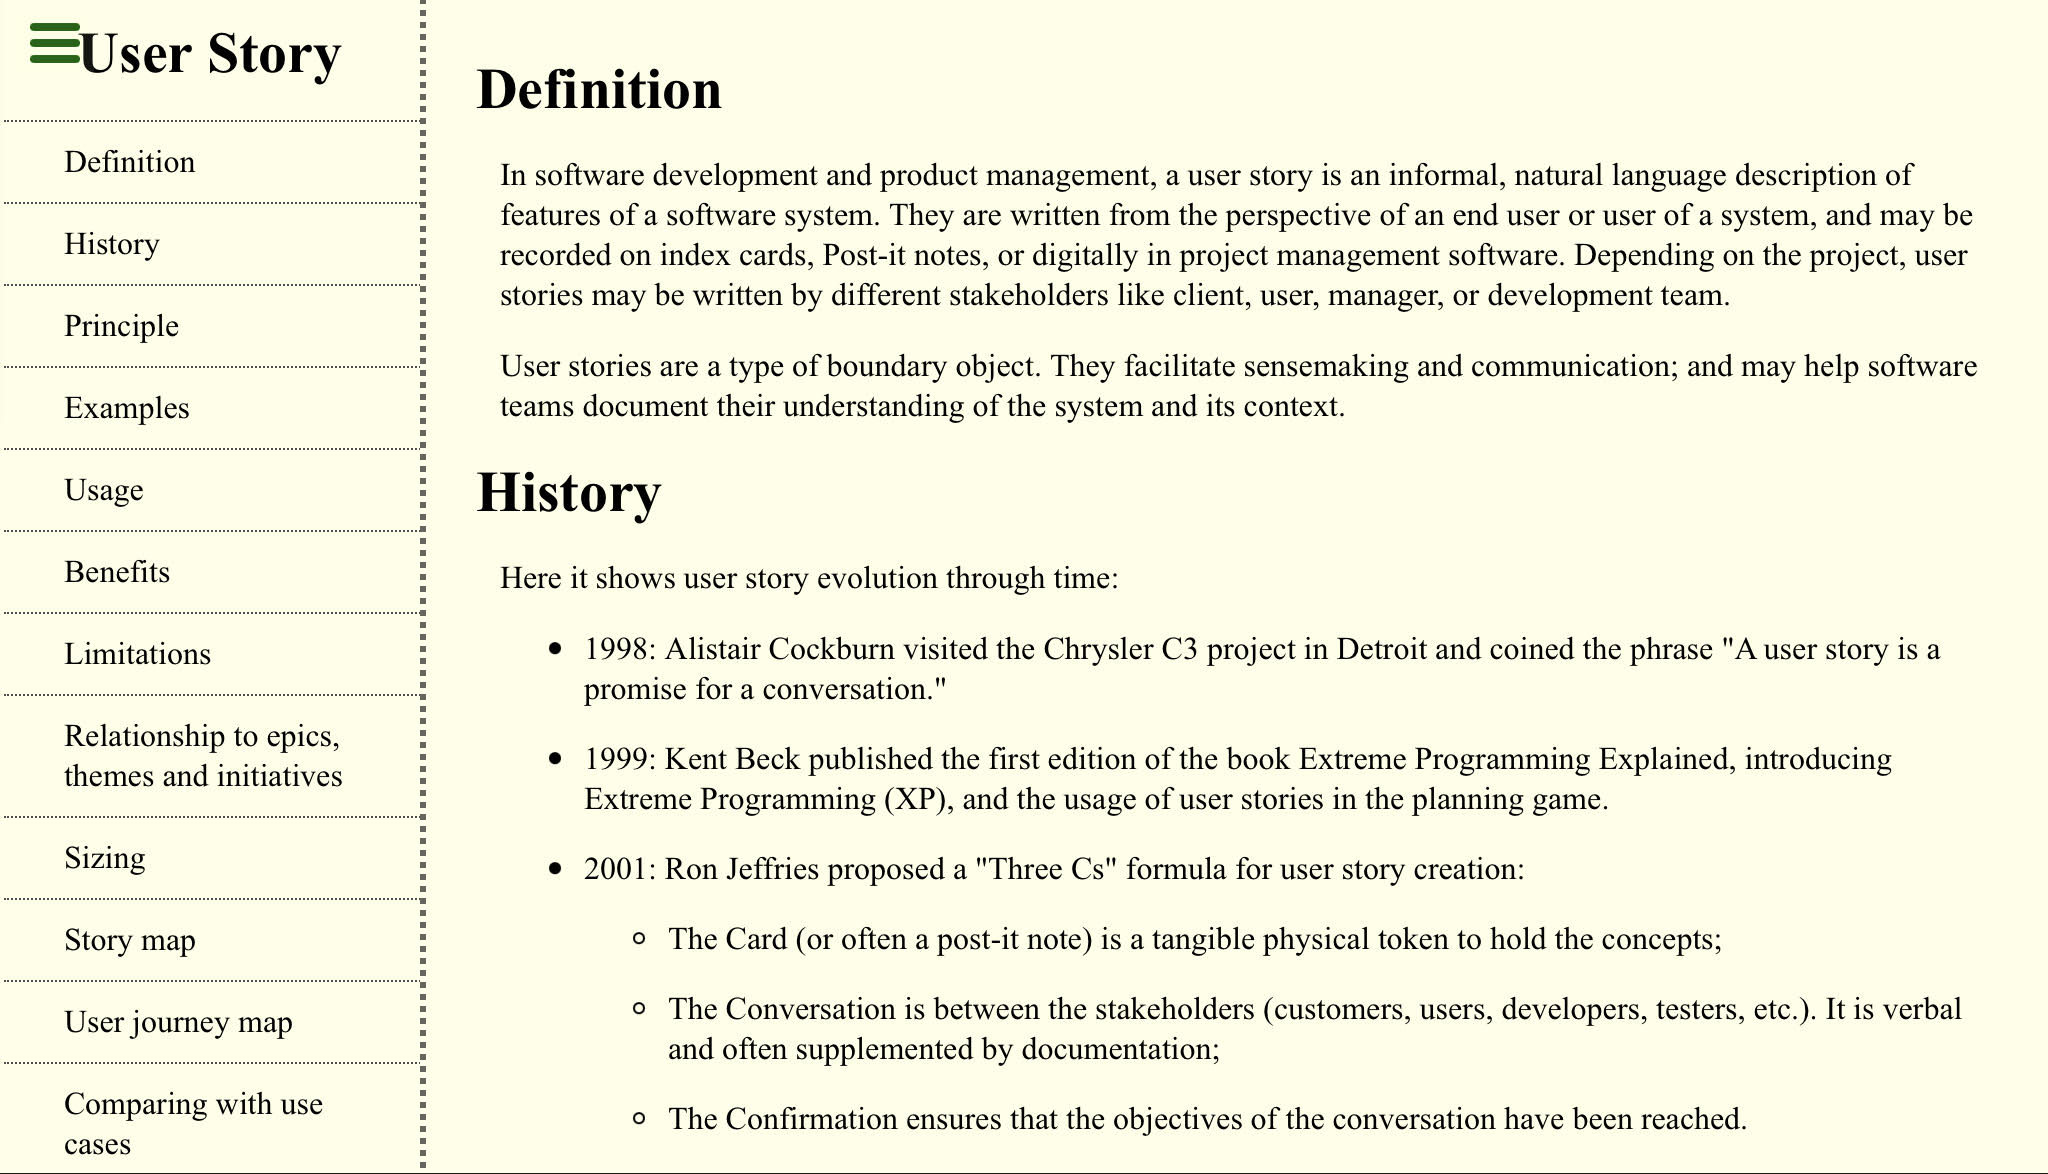 User Story
Definition
History
Principle
Examples
Usage
Benefits
Limitations
Relationship to epics,
themes and initiatives
Sizing
Story map
User journey map
Comparing with use
cases
Definition
In software development and product management, a user story is an informal, natural language description of
features of a software system. They are written from the perspective of an end user or user of a system, and may be
recorded on index cards, Post-it notes, or digitally in project management software. Depending on the project, user
stories may be written by different stakeholders like client, user, manager, or development team.
User stories are a type of boundary object. They facilitate sensemaking and communication; and may help software
teams document their understanding of the system and its context.
History
Here it shows user story evolution through time:
1998: Alistair Cockburn visited the Chrysler C3 project in Detroit and coined the phrase "A user story is a
promise for a conversation."
1999: Kent Beck published the first edition of the book Extreme Programming Explained, introducing
Extreme Programming (XP), and the usage of user stories in the planning game.
2001: Ron Jeffries proposed a "Three Cs" formula for user story creation:
The Card (or often a post-it note) is a tangible physical token to hold the concepts;
The Conversation is between the stakeholders (customers, users, developers, testers, etc.). It is verbal
and often supplemented by documentation;
The Confirmation ensures that the objectives of the conversation have been reached.